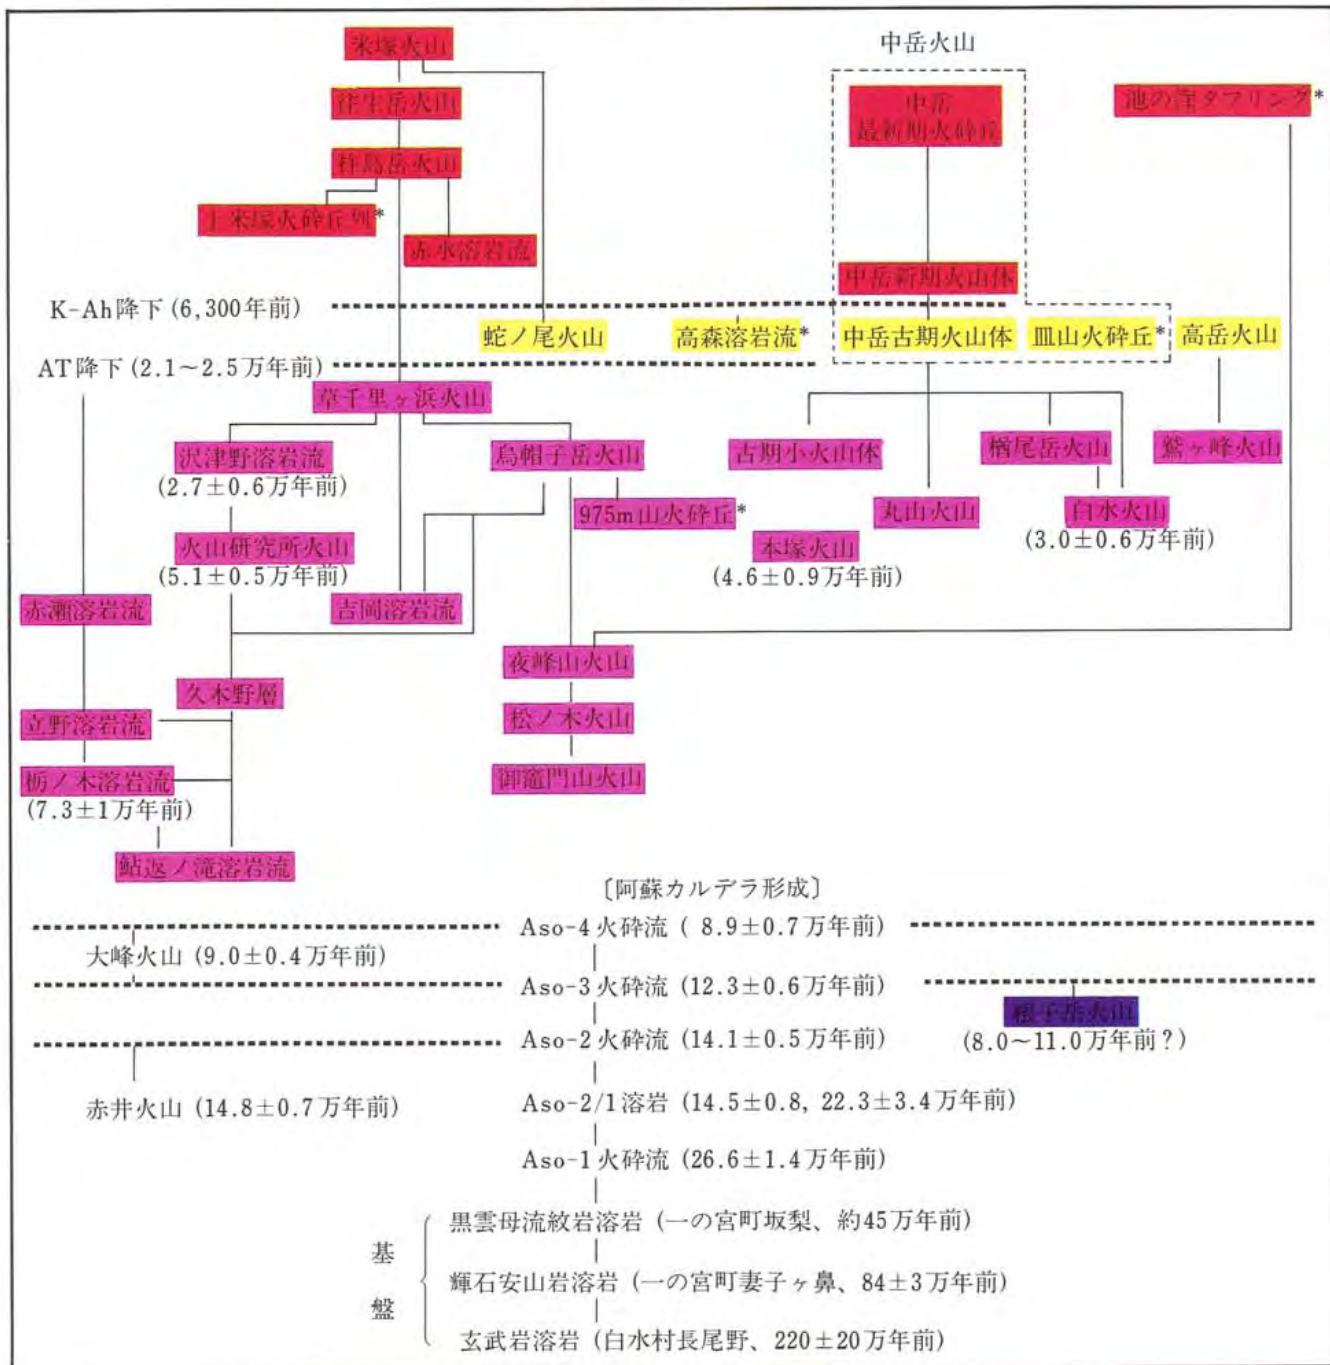 米塚火山
中岳火山
往生岳火山
中岳
最新期火砕丘
池の窪タフリング*
杵島岳火山
上米塚火砕丘列*
赤水溶岩流
中岳新期火山体
K-Ah降下 (6,300年前)
蛇ノ尾火山
高森溶岩流*
中岳古期火山体
皿山火砕丘*
高岳火山
AT降下 (2.1~2.5万年前)
草千里ヶ浜火山
沢津野溶岩流
(2.7±0.6万年前)
烏帽子岳火山
古期小火山体
楢尾岳火山
鷲ヶ峰火山
975m山火砕丘*
丸山火山
白水火山
(3.0±0.6万年前)
火山研究所火山
(5.1±0.5万年前)
本塚火山
(4.6±0.9万年前)
赤瀬溶岩流
吉岡溶岩流
夜峰山火山
久木野層
立野溶岩流
松ノ木火山
栃ノ木溶岩流
(7.3±1万年前)
御竈門山火山
鮎返ノ滝溶岩流
〔阿蘇カルデラ形成〕
Aso-4火砕流 ( 8.9±0.7万年前)
大峰火山 (9.0±0.4万年前)
Aso-3火砕流 (12.3±0.6万年前)
根子岳火山
(8.0~11.0万年前?)
Aso-2火砕流 (14.1±0.5万年前)
赤井火山 (14.8±0.7万年前)
Aso-2/1溶岩 (14.5±0.8, 22.3±3.4万年前)
Aso-1火砕流 (26.6±1.4万年前)
基盤
黒雲母流紋岩溶岩 (一の宮町坂梨、約45万年前)
輝石安山岩溶岩 (一の宮町妻子ヶ鼻、84±3万年前)
玄武岩溶岩 (白水村長尾野、220±20万年前)